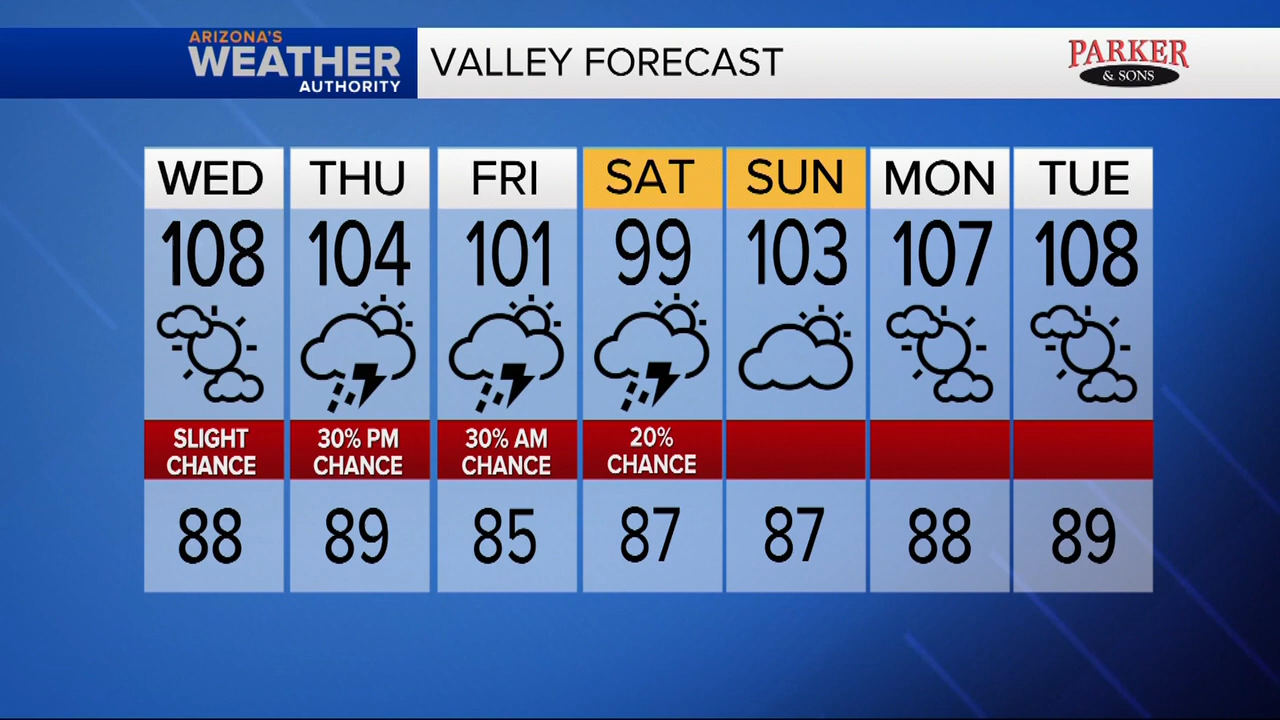 ARIZONA'S
WEATHER
AUTHORITY
VALLEY FORECAST
PARKER
& SONS
WED THU FRI SAT SUN MON TUE
108 104 101 99 103 107 108
SLIGHT CHANCE
30% PM CHANCE
30% AM CHANCE
20% CHANCE
88 89 85 87 87 88 89